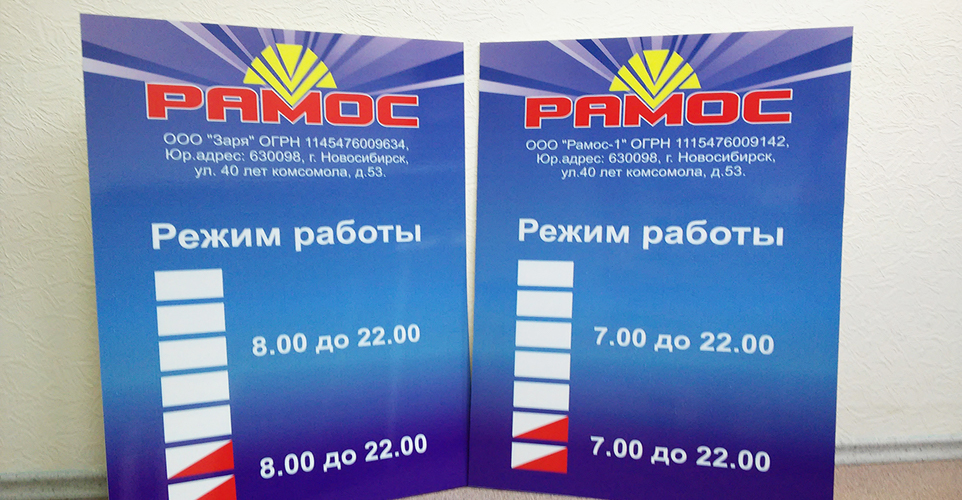 РАМОС
ООО "Заря" ОГРН 1145476009634,
Юр.адрес: 630098, г. Новосибирск,
ул. 40 лет комсомола, д.53.
Режим работы
8.00 до 22.00
8.00 до 22.00
РАМОС
ООО "Рамос-1" ОГРН 1115476009142,
Юр.адрес: 630098, г. Новосибирск,
ул. 40 лет комсомола, д.53.
Режим работы
7.00 до 22.00
7.00 до 22.00